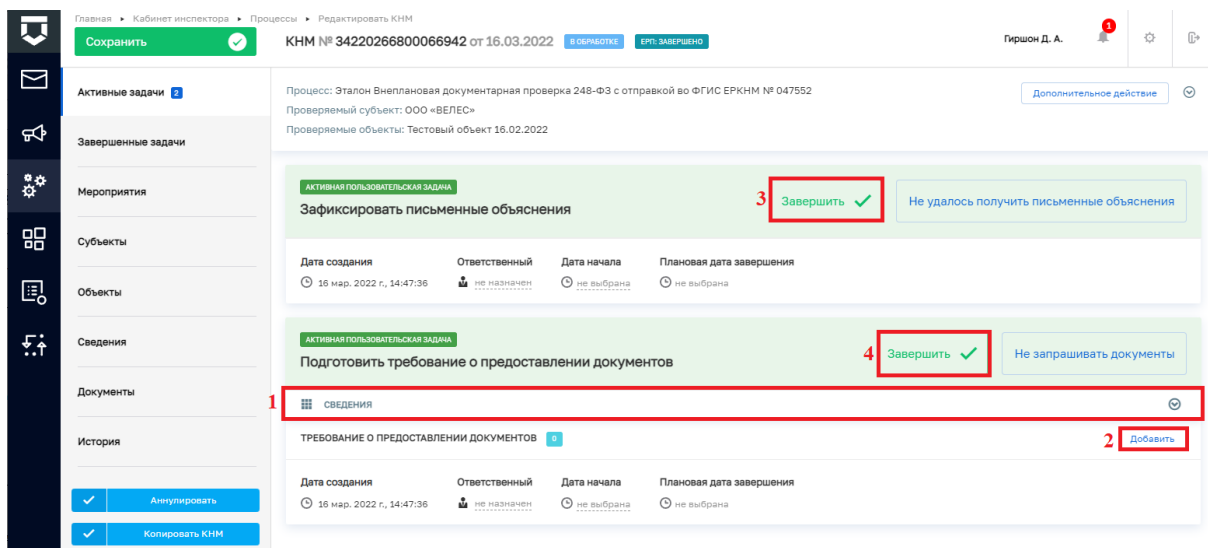 Главная ▸ Кабинет инспектора ▸ Процессы ▸ Редактировать КНМ
Сохранить
КНМ № 34220266800066942 от 16.03.2022 В ОБРАБОТКЕ ЕРП: ЗАВЕРШЕНО
Гиршон Д. А.
1
Активные задачи 2
Завершенные задачи
Мероприятия
Субъекты
Объекты
Сведения
Документы
История
Аннулировать
Копировать КНМ
Процесс: Эталон Внеплановая документарная проверка 248-ФЗ с отправкой во ФГИС ЕРКНМ № 047552
Проверяемый субъект: ООО «ВЕЛЕС»
Проверяемые объекты: Тестовый объект 16.02.2022
Дополнительное действие
АКТИВНАЯ ПОЛЬЗОВАТЕЛЬСКАЯ ЗАДАЧА
Зафиксировать письменные объяснения
3 Завершить
Не удалось получить письменные объяснения
Дата создания Ответственный Дата начала Плановая дата завершения
16 мар. 2022 г., 14:47:36 не назначен не выбрана не выбрана
АКТИВНАЯ ПОЛЬЗОВАТЕЛЬСКАЯ ЗАДАЧА
Подготовить требование о предоставлении документов
4 Завершить
Не запрашивать документы
1 СВЕДЕНИЯ
ТРЕБОВАНИЕ О ПРЕДОСТАВЛЕНИИ ДОКУМЕНТОВ 0
2 Добавить
Дата создания Ответственный Дата начала Плановая дата завершения
16 мар. 2022 г., 14:47:36 не назначен не выбрана не выбрана